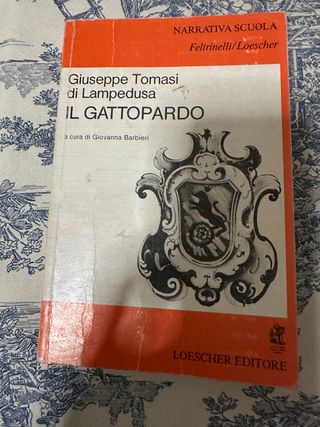 NARRATIVA SCUOLA
Feltrinelli/Loescher
Giuseppe Tomasi
di Lampedusa
IL GATTOPARDO
a cura di Giovanna Barbieri
LOESCHER EDITORE